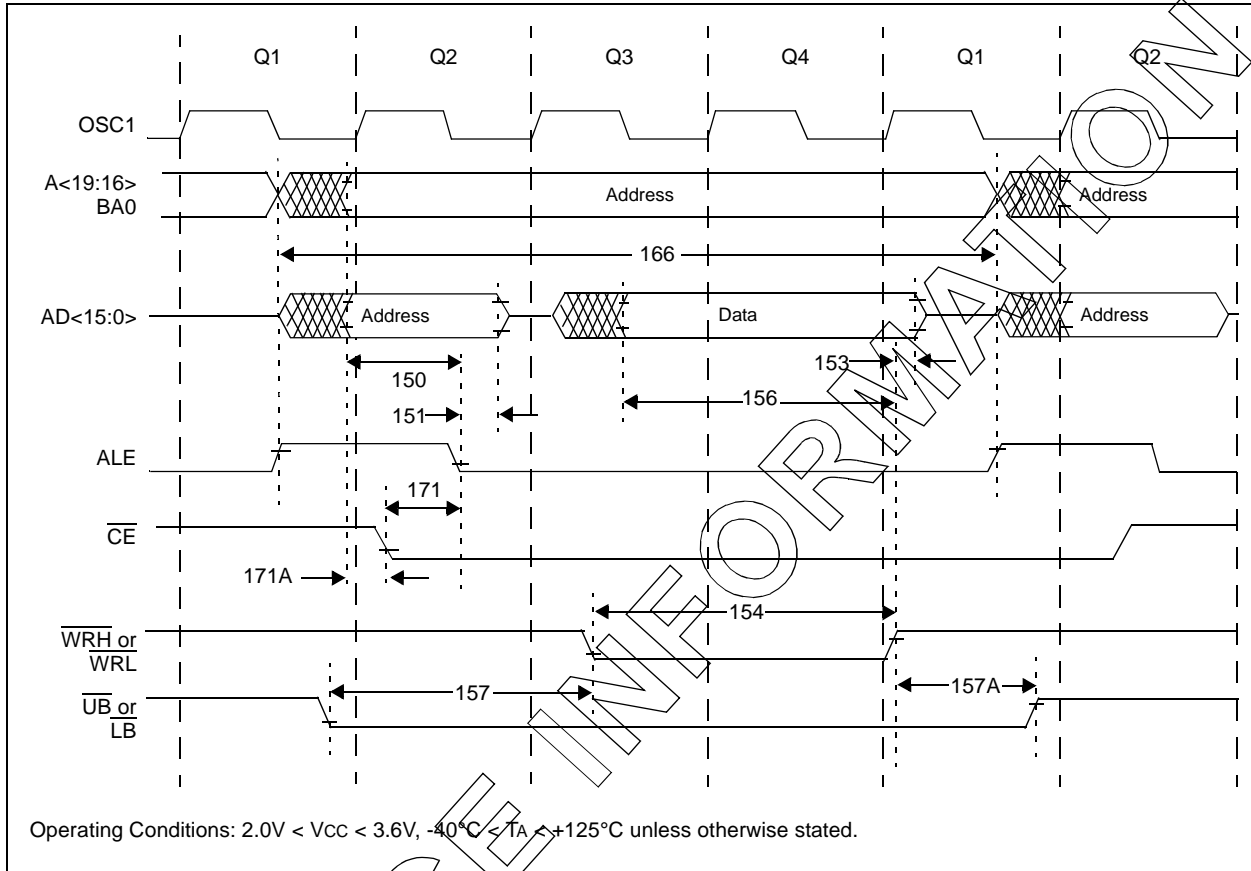 Q1 Q2 Q3 Q4 Q1 Q2
OSC1
A<19:16>
BA0
Address Address
166
AD<15:0>
Address Data Address
153
150
156
151
ALE
171
CE
171A
154
WRH or
WRL
157 157A
UB or
LB
Operating Conditions: 2.0V < VCC < 3.6V, -40°C < TA < +125°C unless otherwise stated.
CE INFORMATION